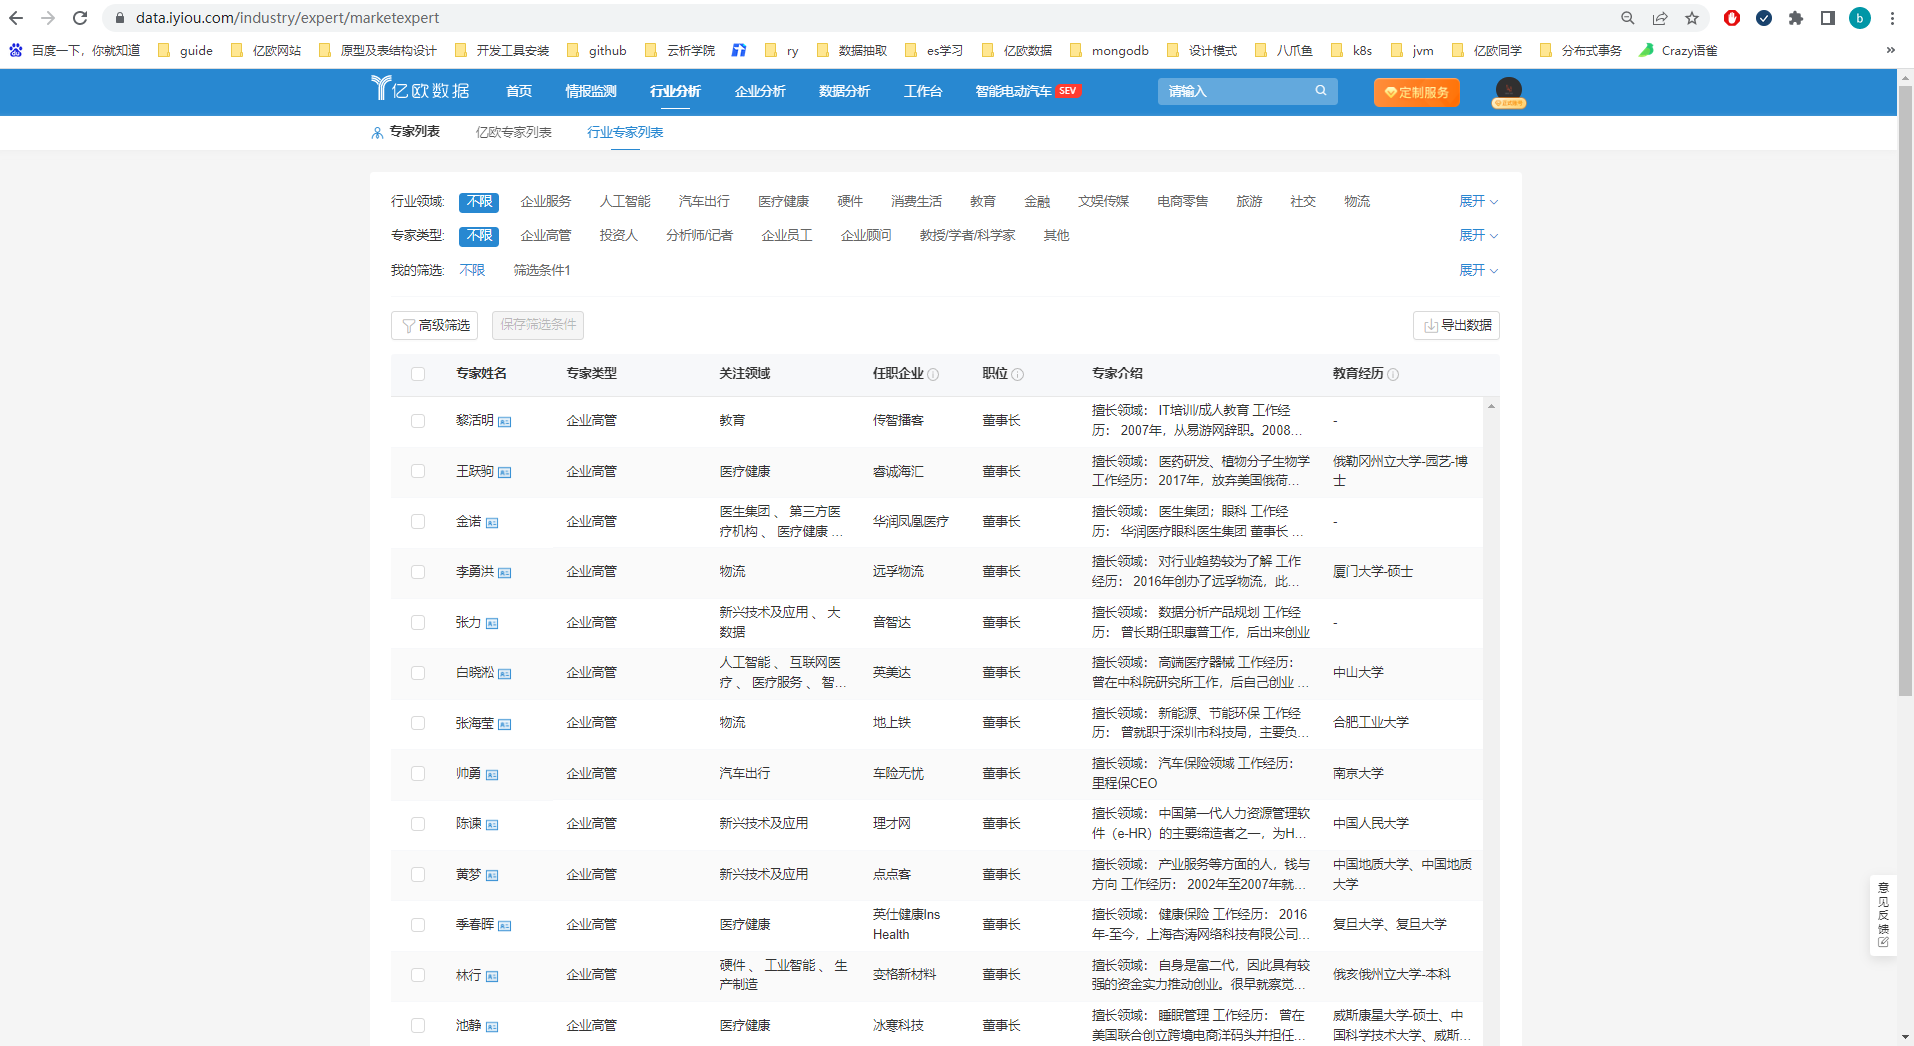 data.iyiou.com/industry/expert/marketexpert
b
百度一下，你就知道 guide 亿欧网站 原型及表结构设计 开发工具安装 github 云析学院 ry 数据抽取 es学习 亿欧数据 mongodb 设计模式 八爪鱼 k8s jvm 亿欧同学 分布式事务 Crazy语雀 »
亿欧数据 首页 情报监测 行业分析 企业分析 数据分析 工作台 智能电动汽车 SEV 请输入 定制服务
专家列表 亿欧专家列表 行业专家列表
行业领域: 不限 企业服务 人工智能 汽车出行 医疗健康 硬件 消费生活 教育 金融 文娱传媒 电商零售 旅游 社交 物流 展开
专家类型: 不限 企业高管 投资人 分析师/记者 企业员工 企业顾问 教授/学者/科学家 其他 展开
我的筛选: 不限 筛选条件1 展开
高级筛选 保存筛选条件 导出数据
专家姓名 专家类型 关注领域 任职企业 职位 专家介绍 教育经历
黎活明 企业高管 教育 传智播客 董事长 擅长领域： IT培训/成人教育 工作经
历： 2007年，从易游网辞职。2008... -
王跃驹 企业高管 医疗健康 睿诚海汇 董事长 擅长领域： 医药研发、植物分子生物学
工作经历： 2017年，放弃美国俄荷... 俄勒冈州立大学-园艺-博
士
金诺 企业高管 医生集团 、 第三方医
疗机构 、 医疗健康 ... 华润凤凰医疗 董事长 擅长领域： 医生集团；眼科 工作经
历： 华润医疗眼科医生集团 董事长 ... -
李勇洪 企业高管 物流 远孚物流 董事长 擅长领域： 对行业趋势较为了解 工作
经历： 2016年创办了远孚物流，此... 厦门大学-硕士
张力 企业高管 新兴技术及应用 、 大
数据 音智达 董事长 擅长领域： 数据分析产品规划 工作经
历： 曾长期任职惠普工作，后出来创业 -
白晓淞 企业高管 人工智能 、 互联网医
疗 、 医疗服务 、 智... 英美达 董事长 擅长领域： 高端医疗器械 工作经历：
曾在中科院研究所工作，后自己创业 ... 中山大学
张海莹 企业高管 物流 地上铁 董事长 擅长领域： 新能源、节能环保 工作经
历： 曾就职于深圳市科技局，主要负... 合肥工业大学
帅勇 企业高管 汽车出行 车险无忧 董事长 擅长领域： 汽车保险领域 工作经历：
里程保CEO 南京大学
陈谏 企业高管 新兴技术及应用 理才网 董事长 擅长领域： 中国第一代人力资源管理软
件（e-HR）的主要缔造者之一，为H... 中国人民大学
黄梦 企业高管 新兴技术及应用 点点客 董事长 擅长领域： 产业服务等方面的人，钱与
方向 工作经历： 2002年至2007年就... 中国地质大学、中国地质
大学
季春晖 企业高管 医疗健康 英仕健康Ins
Health 董事长 擅长领域： 健康保险 工作经历： 2016
年-至今，上海杏涛网络科技有限公司... 复旦大学、复旦大学
林行 企业高管 硬件 、 工业智能 、 生
产制造 变格新材料 董事长 擅长领域： 自身是富二代，因此具有较
强的资金实力推动创业。很早就察觉... 俄亥俄州立大学-本科
池静 企业高管 医疗健康 冰寒科技 董事长 擅长领域： 睡眠管理 工作经历： 曾在
美国联合创立跨境电商洋码头并担任... 威斯康星大学-硕士、中
国科学技术大学、威斯...
意见反馈